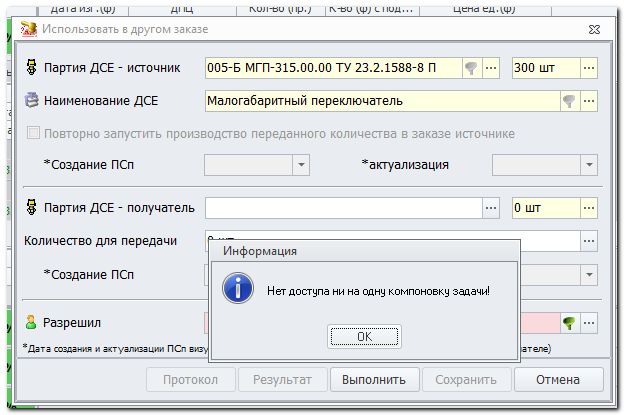 Дата изг.(ф) ДПЦ Кол-во (пр.) К-во (ф) с под... Цена ед.(ф)
Использовать в другом заказе
Партия ДСЕ - источник 005-Б МГП-315.00.00 ТУ 23.2.1588-8 П ... 300 шт ...
Наименование ДСЕ Малогабаритный переключатель ...
Повторно запустить производство переданного количества в заказе источнике
*Создание ПСп *актуализация
Партия ДСЕ - получатель ... 0 шт ...
Количество для передачи ...
*Создание ПСп
Информация
Нет доступа ни на одну компоновку задачи!
OK
Разрешил ...
*Дата создания и актуализации ПСп визу ателе)
Протокол Результат Выполнить Сохранить Отмена